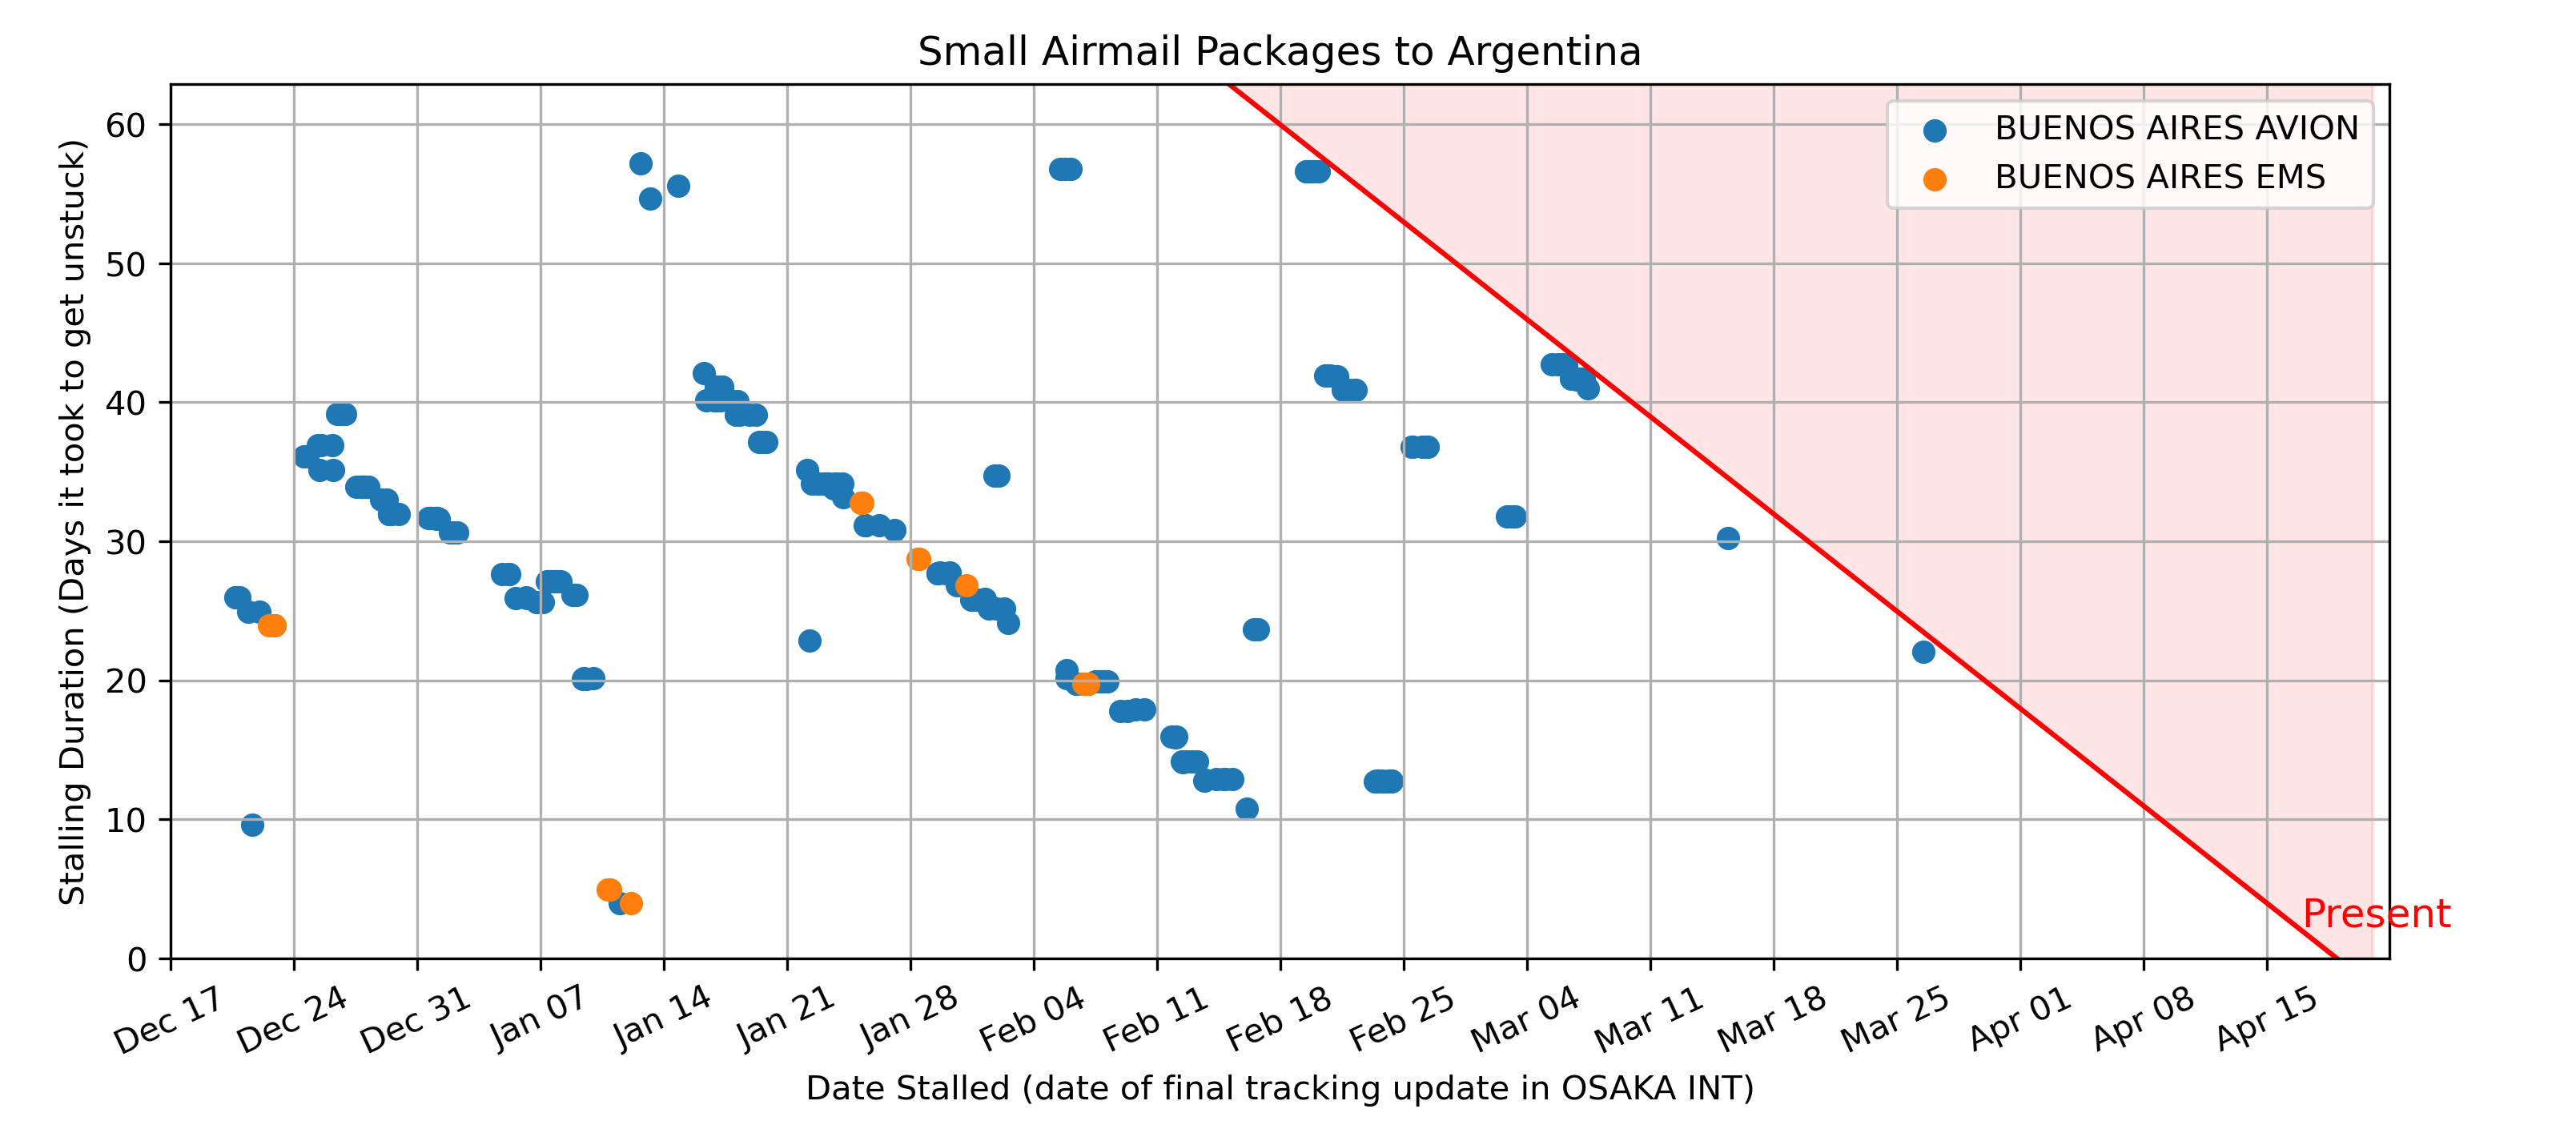 Small Airmail Packages to Argentina
BUENOS AIRES AVION
BUENOS AIRES EMS
Stalling Duration (Days it took to get unstuck)
60
50
40
30
20
10
0
Present
Dec 17
Dec 24
Dec 31
Jan 07
Jan 14
Jan 21
Jan 28
Feb 04
Feb 11
Feb 18
Feb 25
Mar 04
Mar 11
Mar 18
Mar 25
Apr 01
Apr 08
Apr 15
Date Stalled (date of final tracking update in OSAKA INT)